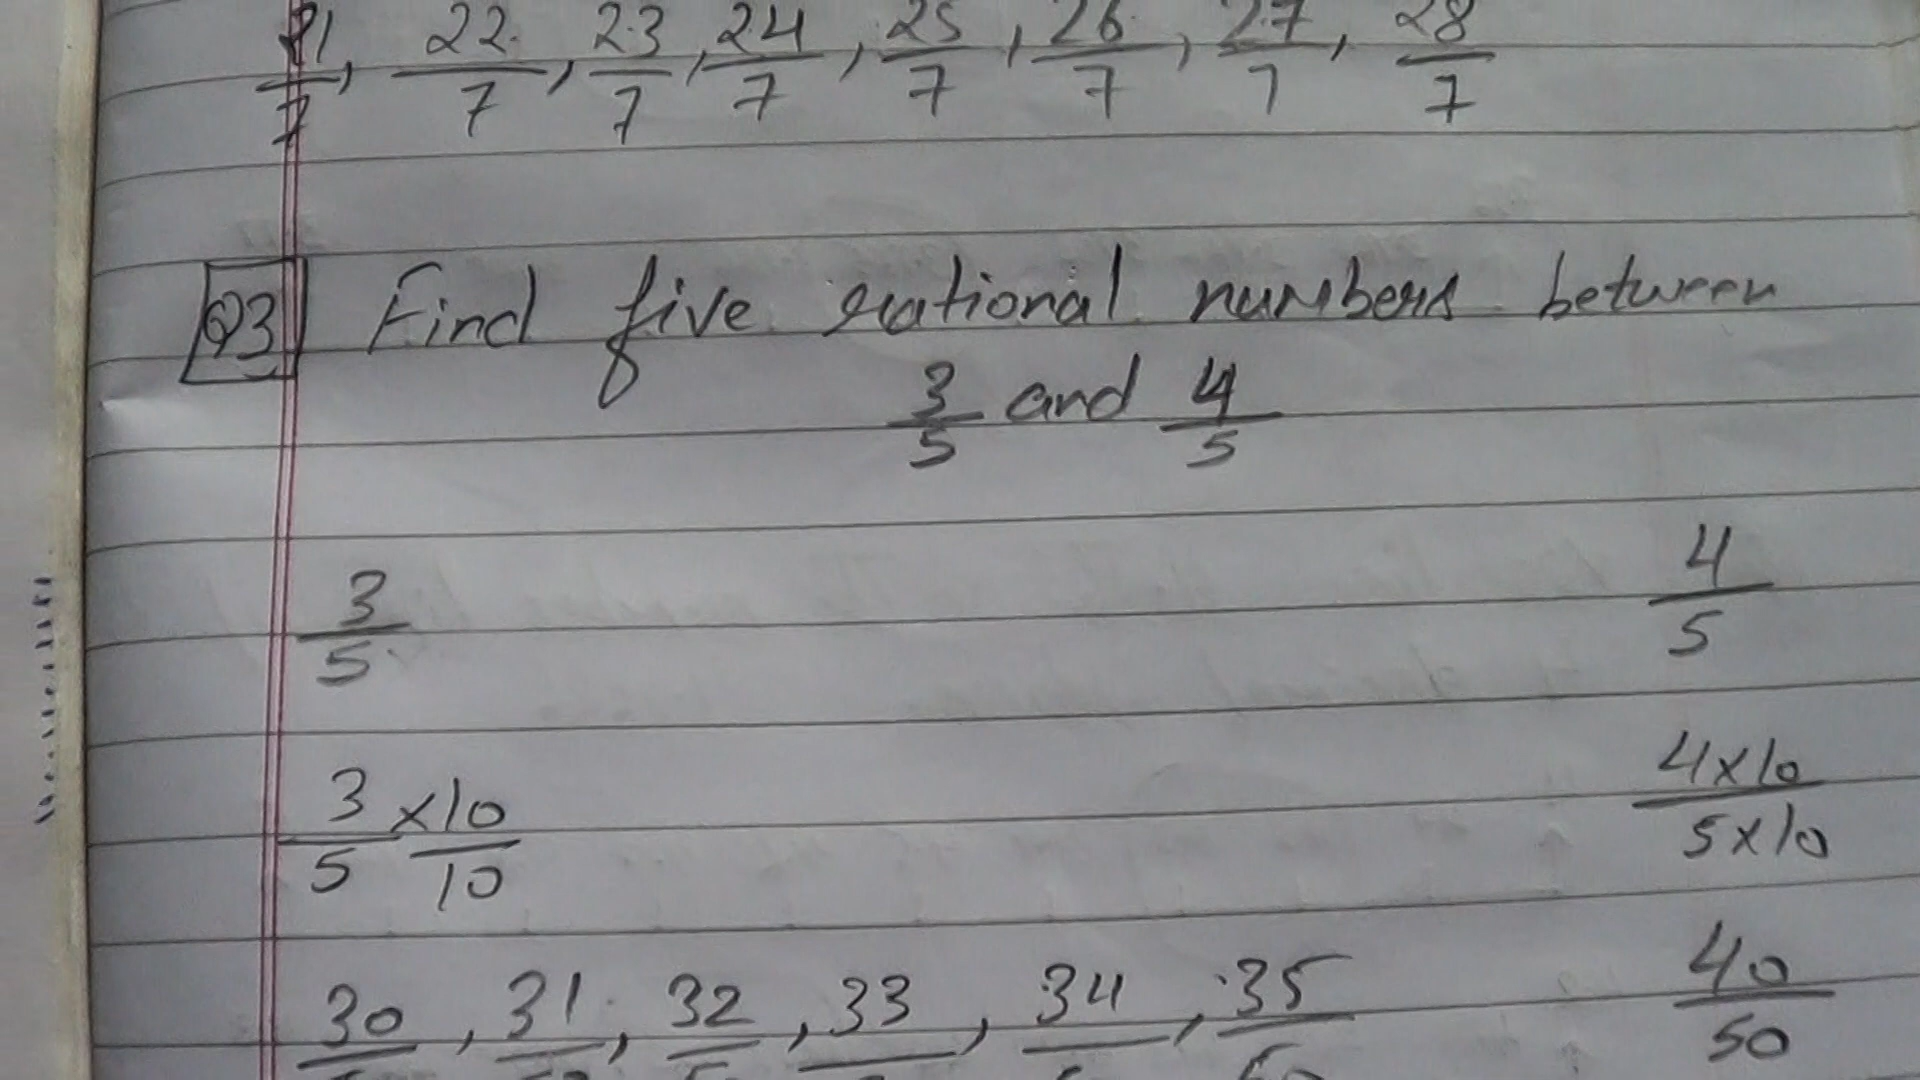 21/7, 22/7, 23/7, 24/7, 25/7, 26/7, 27/7, 28/7
Q3 Find five rational numbers between
3/5 and 4/5
3/5 4/5
3/5 ×10/10 4×10/5×10
30, 31, 32, 33, 34, 35 40/50